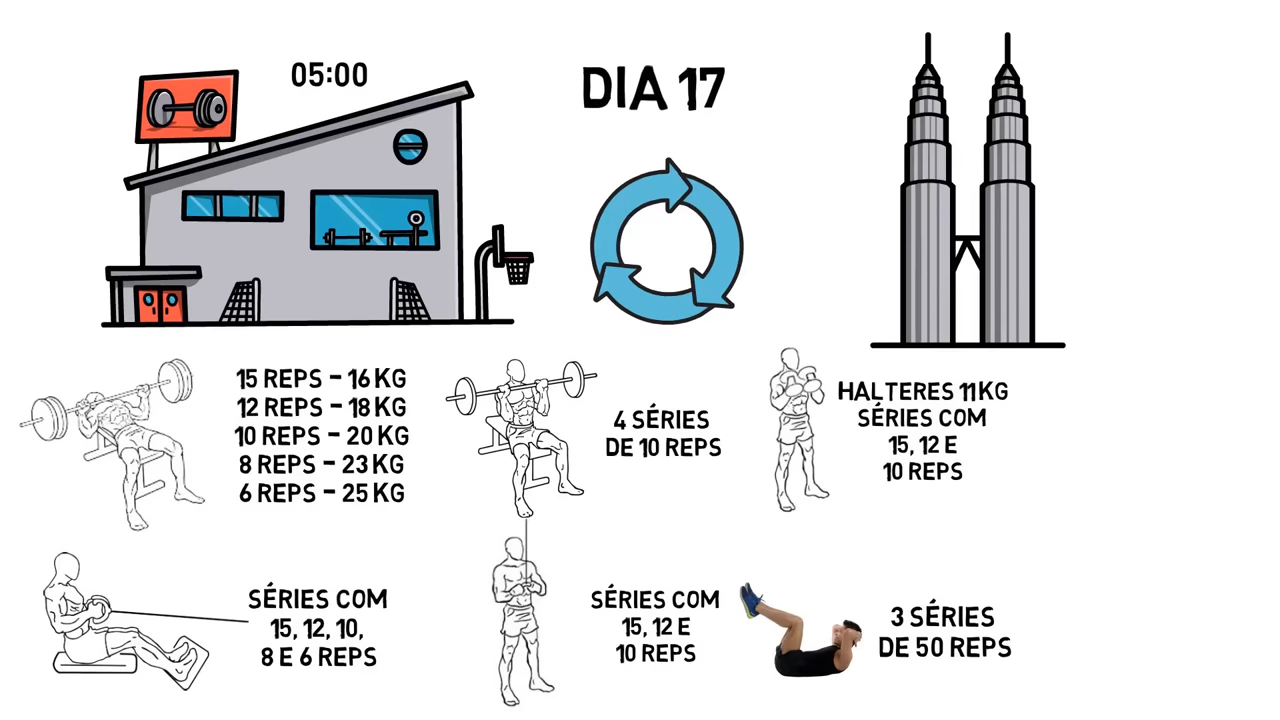 05:00
DIA 17
15 REPS - 16 KG
12 REPS - 18 KG
10 REPS - 20 KG
8 REPS - 23 KG
6 REPS - 25 KG
4 SÉRIES
DE 10 REPS
HALTERES 11 KG
SÉRIES COM
15, 12 E
10 REPS
SÉRIES COM
15, 12, 10,
8 E 6 REPS
SÉRIES COM
15, 12 E
10 REPS
3 SÉRIES
DE 50 REPS